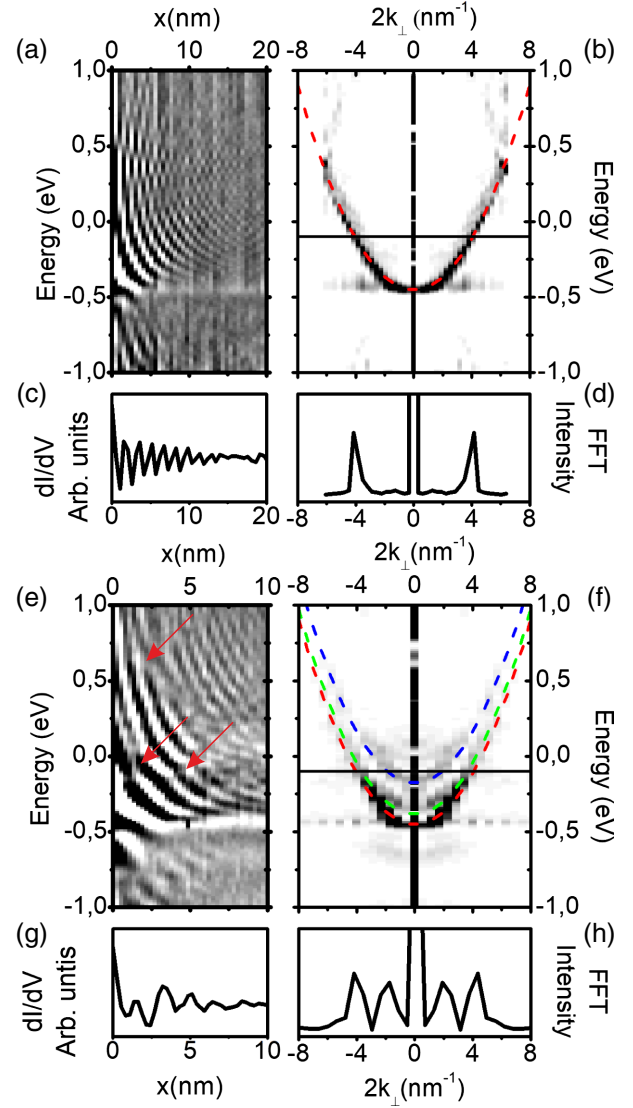 x(nm) 2k⊥(nm⁻¹)
(a) 0 5 10 15 20 -8 -4 0 4 8 (b)
1,0 1,0
0,5 0,5
0,0 0,0
-0,5 -0,5
-1,0 -1,0
Energy (eV) Energy (eV)
(c) (d)
dI/dV
Arb. units
FFT
Intensity
0 10 20 -8 -4 0 4 8
x(nm) 2k⊥(nm⁻¹)
(e) 0 5 10 -8 -4 0 4 8 (f)
1,0 1,0
0,5 0,5
0,0 0,0
-0,5 -0,5
-1,0 -1,0
Energy (eV) Energy (eV)
(g) (h)
dI/dV
Arb. untis
FFT
Intensity
0 5 10 -8 -4 0 4 8
x(nm) 2k⊥(nm⁻¹)